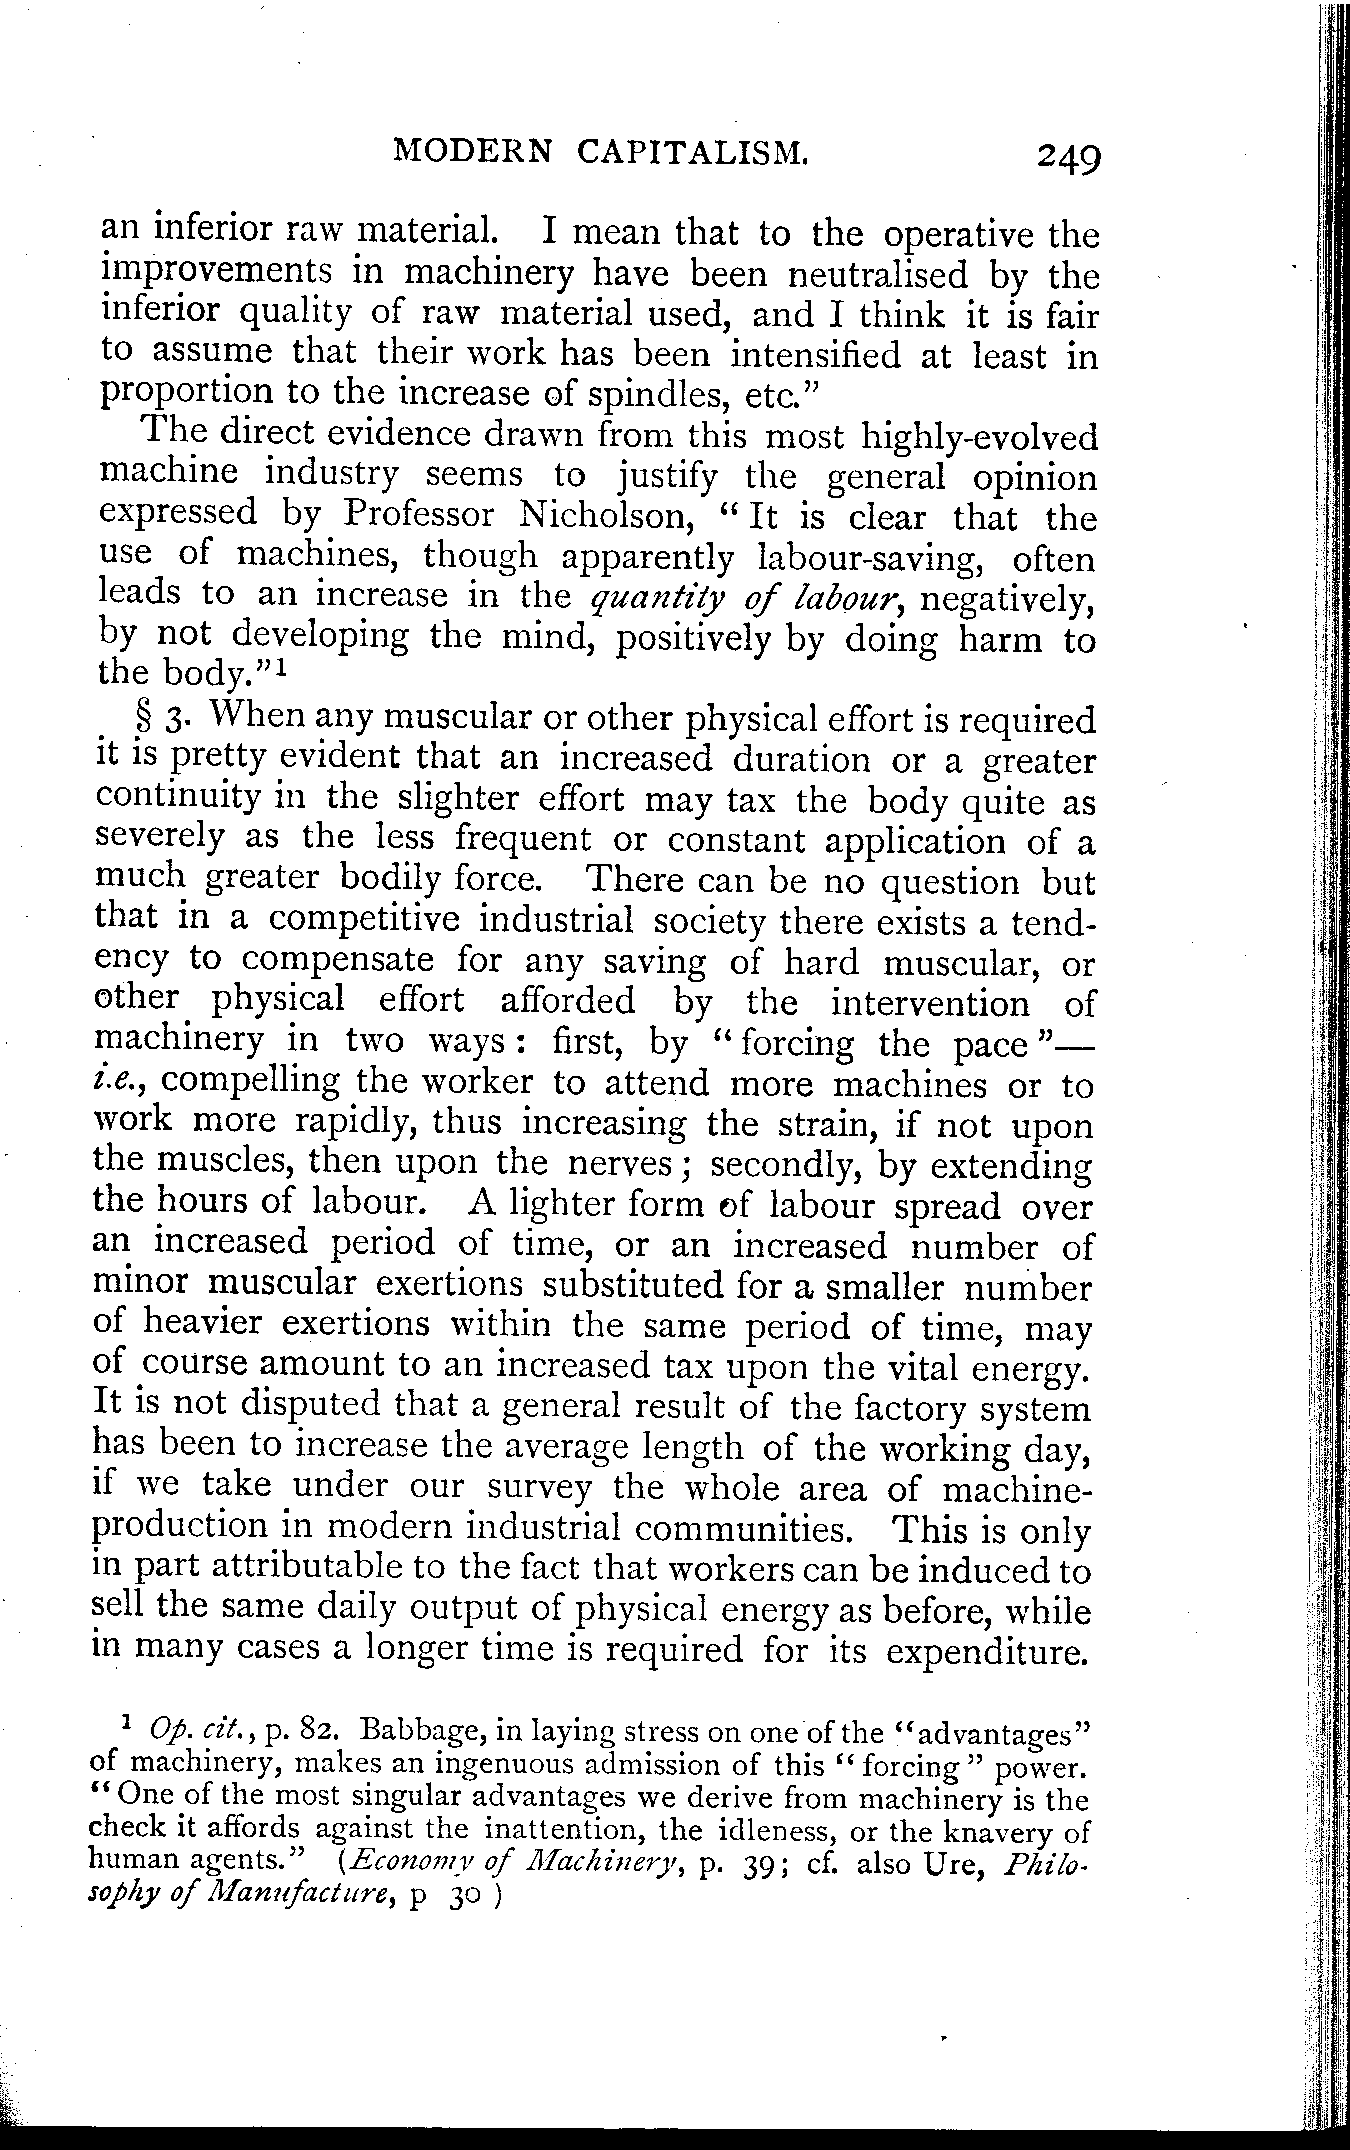 MODERN CAPITALISM. 249
an inferior raw material. I mean that to the operative the
improvements in machinery have been neutralised by the
inferior quality of raw material used, and I think it is fair
to assume that their work has been intensified at least in
proportion to the increase of spindles, etc."
The direct evidence drawn from this most highly-evolved
machine industry seems to justify the general opinion
expressed by Professor Nicholson, "It is clear that the
use of machines, though apparently labour-saving, often
leads to an increase in the quantity of labour, negatively,
by not developing the mind, positively by doing harm to
the body."¹
§ 3. When any muscular or other physical effort is required
it is pretty evident that an increased duration or a greater
continuity in the slighter effort may tax the body quite as
severely as the less frequent or constant application of a
much greater bodily force. There can be no question but
that in a competitive industrial society there exists a tend-
ency to compensate for any saving of hard muscular, or
other physical effort afforded by the intervention of
machinery in two ways: first, by "forcing the pace"—
i.e., compelling the worker to attend more machines or to
work more rapidly, thus increasing the strain, if not upon
the muscles, then upon the nerves; secondly, by extending
the hours of labour. A lighter form of labour spread over
an increased period of time, or an increased number of
minor muscular exertions substituted for a smaller number
of heavier exertions within the same period of time, may
of course amount to an increased tax upon the vital energy.
It is not disputed that a general result of the factory system
has been to increase the average length of the working day,
if we take under our survey the whole area of machine-
production in modern industrial communities. This is only
in part attributable to the fact that workers can be induced to
sell the same daily output of physical energy as before, while
in many cases a longer time is required for its expenditure.
¹ Op. cit., p. 82. Babbage, in laying stress on one of the "advantages"
of machinery, makes an ingenuous admission of this "forcing" power.
"One of the most singular advantages we derive from machinery is the
check it affords against the inattention, the idleness, or the knavery of
human agents." (Economy of Machinery, p. 39; cf. also Ure, Philo-
sophy of Manufacture, p 30 )